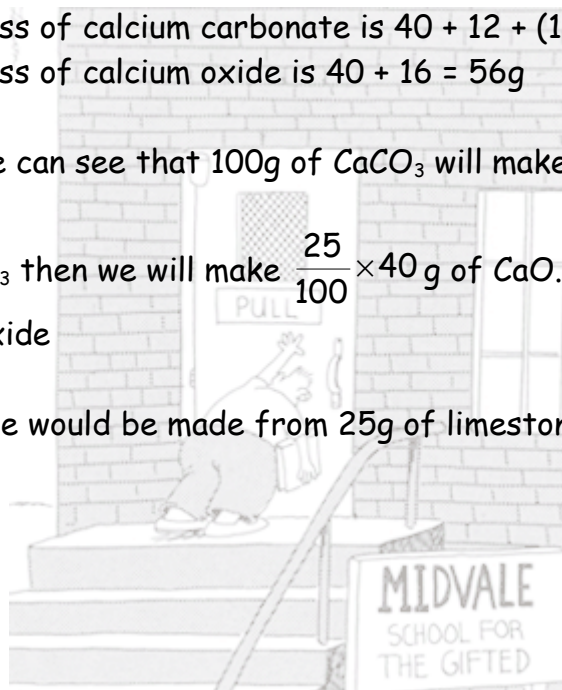 ss of calcium carbonate is 40 + 12 + (1
ss of calcium oxide is 40 + 16 = 56g
e can see that 100g of CaCO₃ will make
₃ then we will make 25/100 × 40 g of CaO.
xide
e would be made from 25g of limeston
PULL
MIDVALE
SCHOOL FOR
THE GIFTED